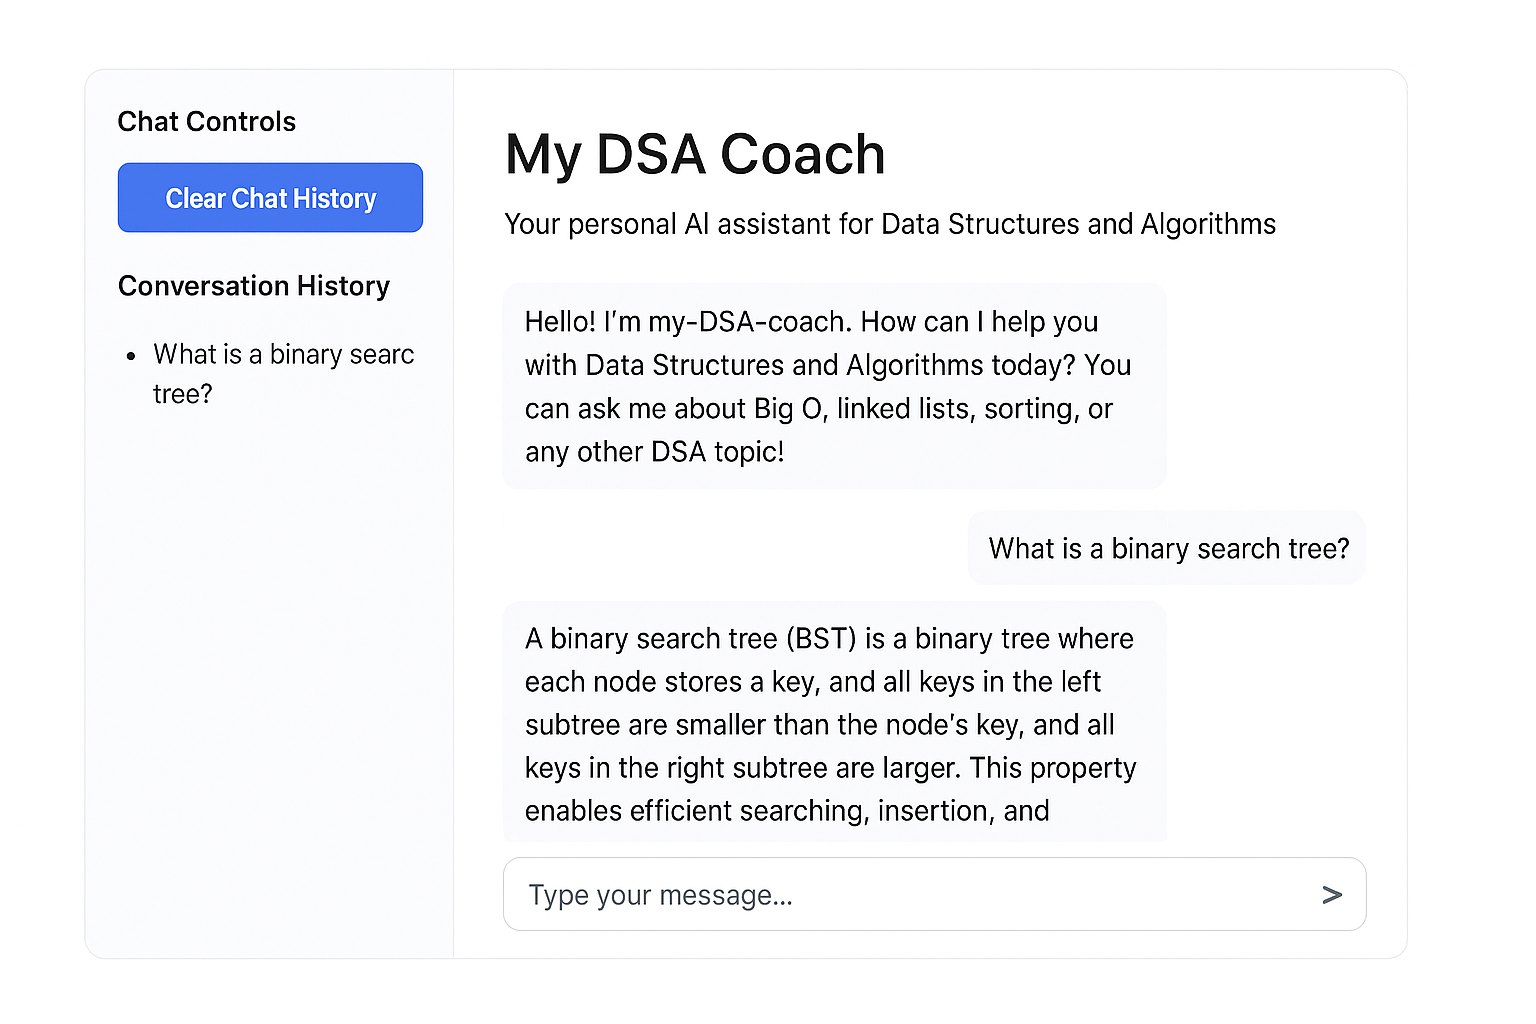 Chat Controls
Clear Chat History
Conversation History
• What is a binary searc
tree?
My DSA Coach
Your personal AI assistant for Data Structures and Algorithms
Hello! I'm my-DSA-coach. How can I help you
with Data Structures and Algorithms today? You
can ask me about Big O, linked lists, sorting, or
any other DSA topic!
What is a binary search tree?
A binary search tree (BST) is a binary tree where
each node stores a key, and all keys in the left
subtree are smaller than the node's key, and all
keys in the right subtree are larger. This property
enables efficient searching, insertion, and
Type your message...
>